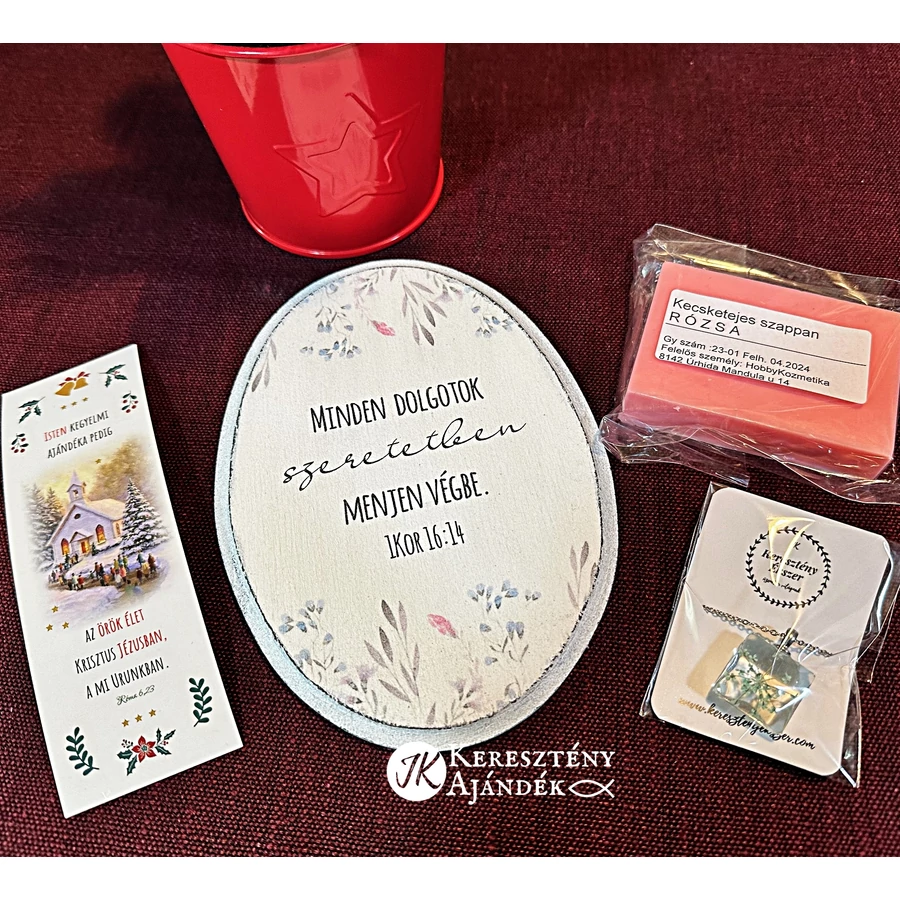 ISTEN KEGYELMI
AJÁNDÉKA PEDIG
AZ ÖRÖK ÉLET
KRISZTUS JÉZUSBAN,
A MI URUNKBAN.
Róma 6,23
MINDEN DOLGOTOK
szeretetben
MENJEN VÉGBE.
1KOR 16:14
Kecsketejes szappan
RÓZSA
Gy szám :23-01 Felh. 04.2024
Felelős személy: HobbyKozmetika
8142 Úrhida Mandula u 14
Keresztény
Ékszer
www.keresztenyekszer.com
JK KERESZTÉNY
AJÁNDÉK